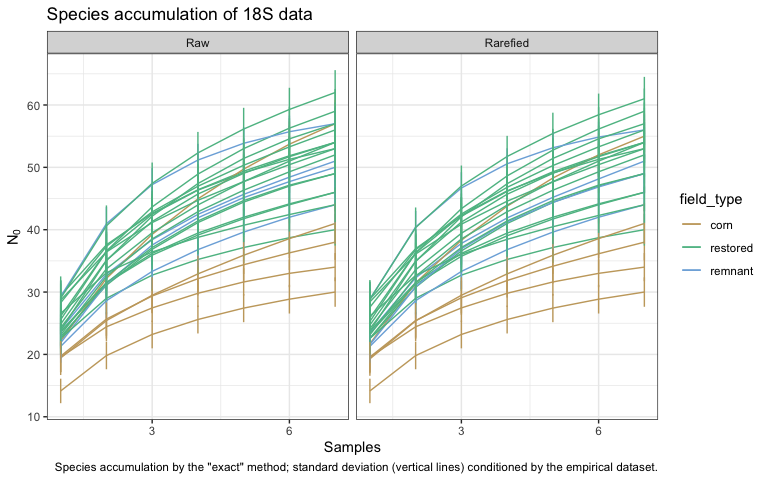 Species accumulation of 18S data
Raw
Rarefied
60
50
40
30
20
10
N₀
3
6
3
6
Samples
field_type
corn
restored
remnant
Species accumulation by the "exact" method; standard deviation (vertical lines) conditioned by the empirical dataset.